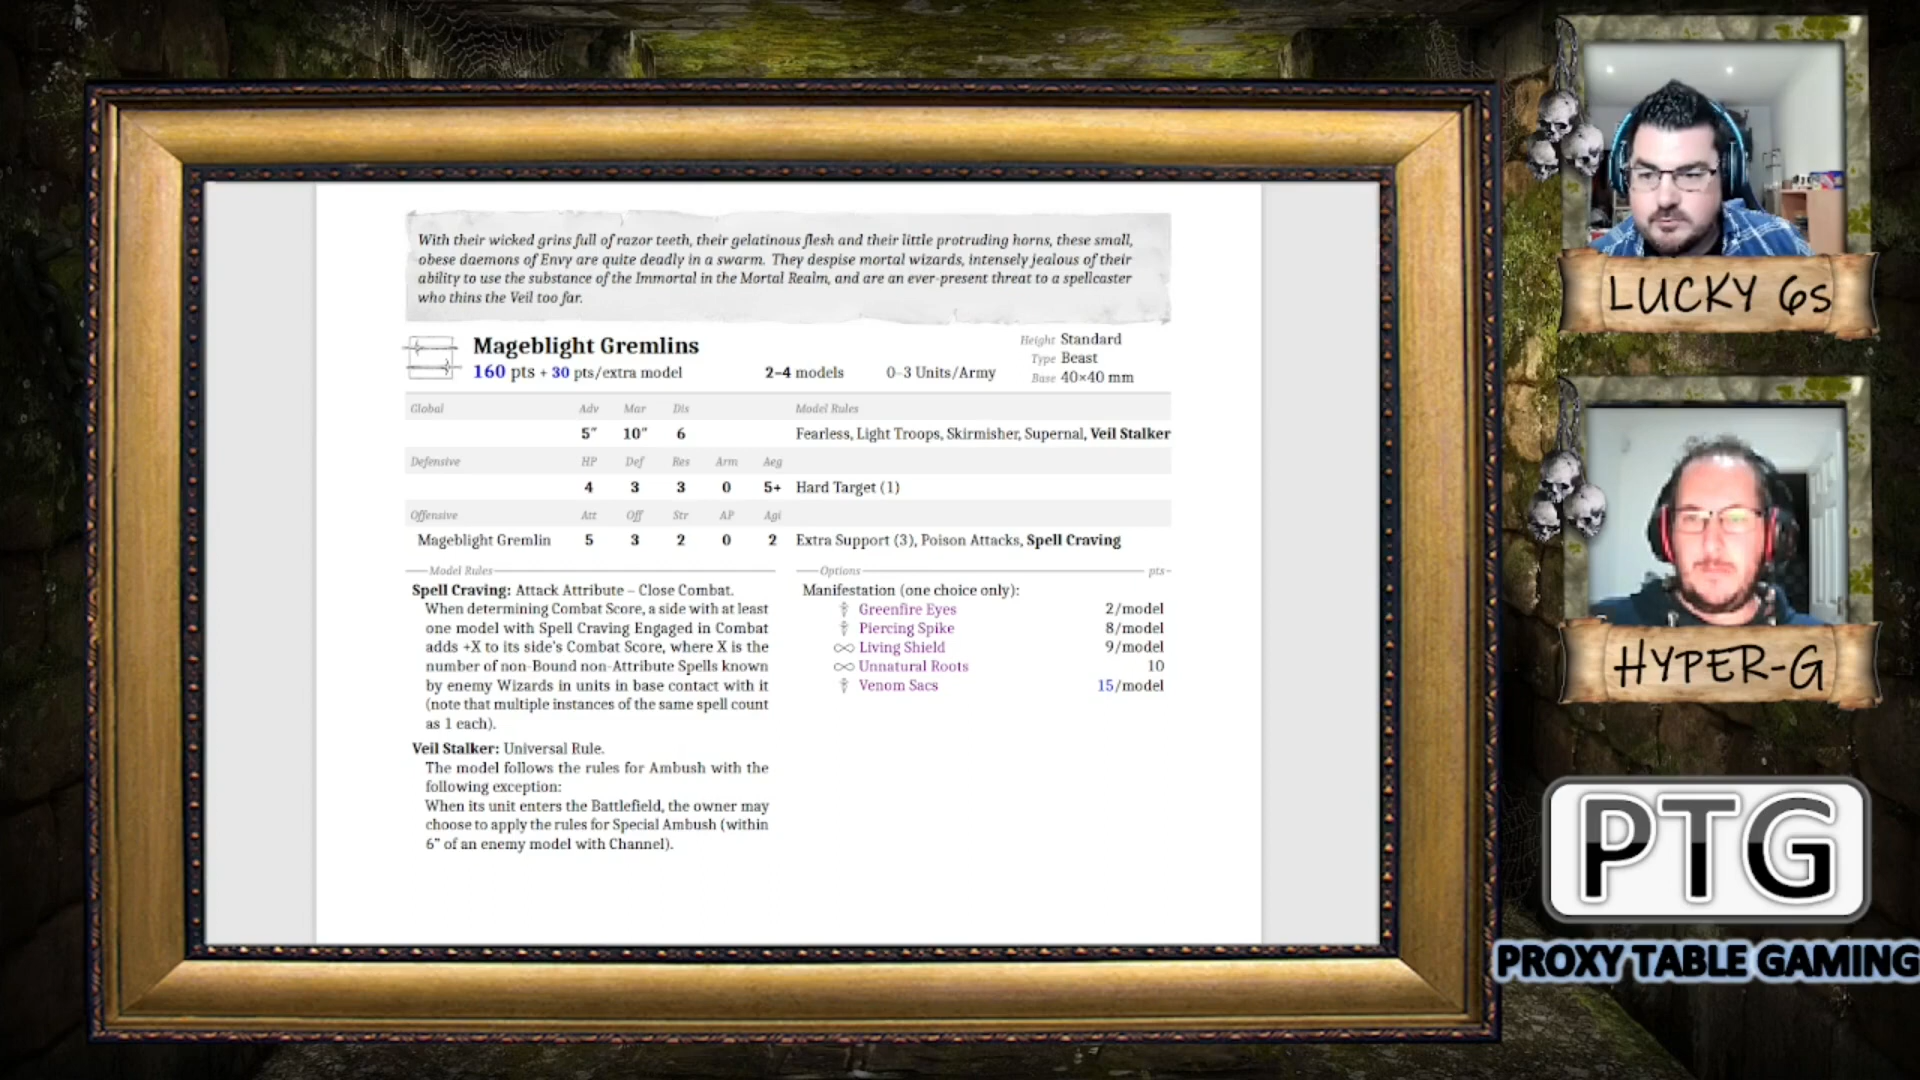 With their wicked grins full of razor teeth, their gelatinous flesh and their little protruding horns, these small,
obese daemons of Envy are quite deadly in a swarm. They despise mortal wizards, intensely jealous of their
ability to use the substance of the Immortal in the Mortal Realm, and are an ever-present threat to a spellcaster
who thins the Veil too far.
Mageblight Gremlins
160 pts + 30 pts/extra model 2–4 models 0–3 Units/Army
Height Standard
Type Beast
Base 40×40 mm
Global Adv Mar Dis Model Rules
5" 10" 6 Fearless, Light Troops, Skirmisher, Supernal, Veil Stalker
Defensive HP Def Res Arm Aeg
4 3 3 0 5+ Hard Target (1)
Offensive Att Off Str AP Agi
Mageblight Gremlin 5 3 2 0 2 Extra Support (3), Poison Attacks, Spell Craving
Model Rules
Spell Craving: Attack Attribute – Close Combat.
When determining Combat Score, a side with at least
one model with Spell Craving Engaged in Combat
adds +X to its side's Combat Score, where X is the
number of non-Bound non-Attribute Spells known
by enemy Wizards in units in base contact with it
(note that multiple instances of the same spell count
as 1 each).
Veil Stalker: Universal Rule.
The model follows the rules for Ambush with the
following exception:
When its unit enters the Battlefield, the owner may
choose to apply the rules for Special Ambush (within
6" of an enemy model with Channel).
Options pts
Manifestation (one choice only):
Greenfire Eyes 2/model
Piercing Spike 8/model
Living Shield 9/model
Unnatural Roots 10
Venom Sacs 15/model
LUCKY 6s
HYPER-G
PTG
PROXY TABLE GAMING